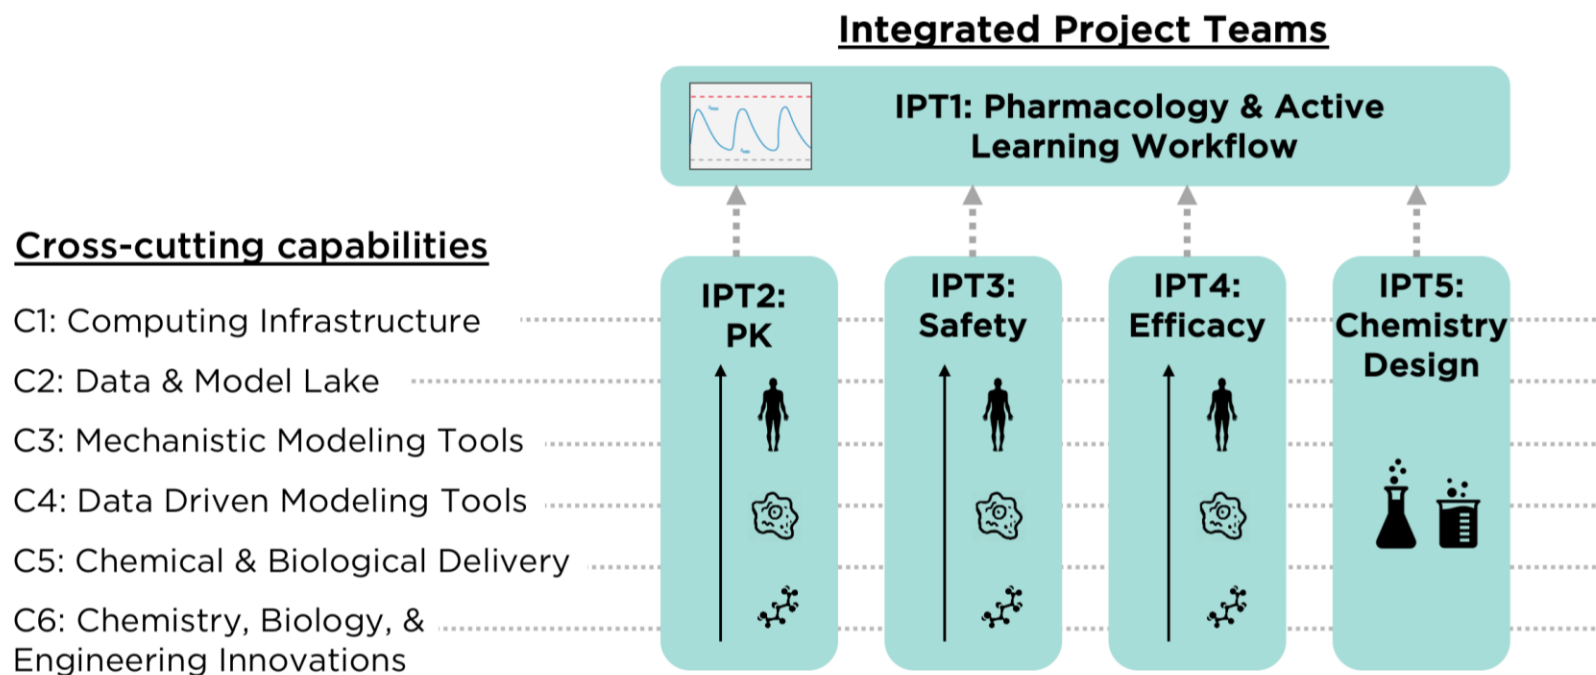 Integrated Project Teams
IPT1: Pharmacology & Active
Learning Workflow
Cross-cutting capabilities
C1: Computing Infrastructure
C2: Data & Model Lake
C3: Mechanistic Modeling Tools
C4: Data Driven Modeling Tools
C5: Chemical & Biological Delivery
C6: Chemistry, Biology, &
Engineering Innovations
IPT2:
PK
IPT3:
Safety
IPT4:
Efficacy
IPT5:
Chemistry
Design